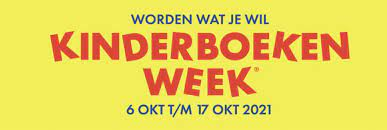 WORDEN WAT JE WIL
KINDERBOEKEN
WEEK®
6 OKT T/M 17 OKT 2021